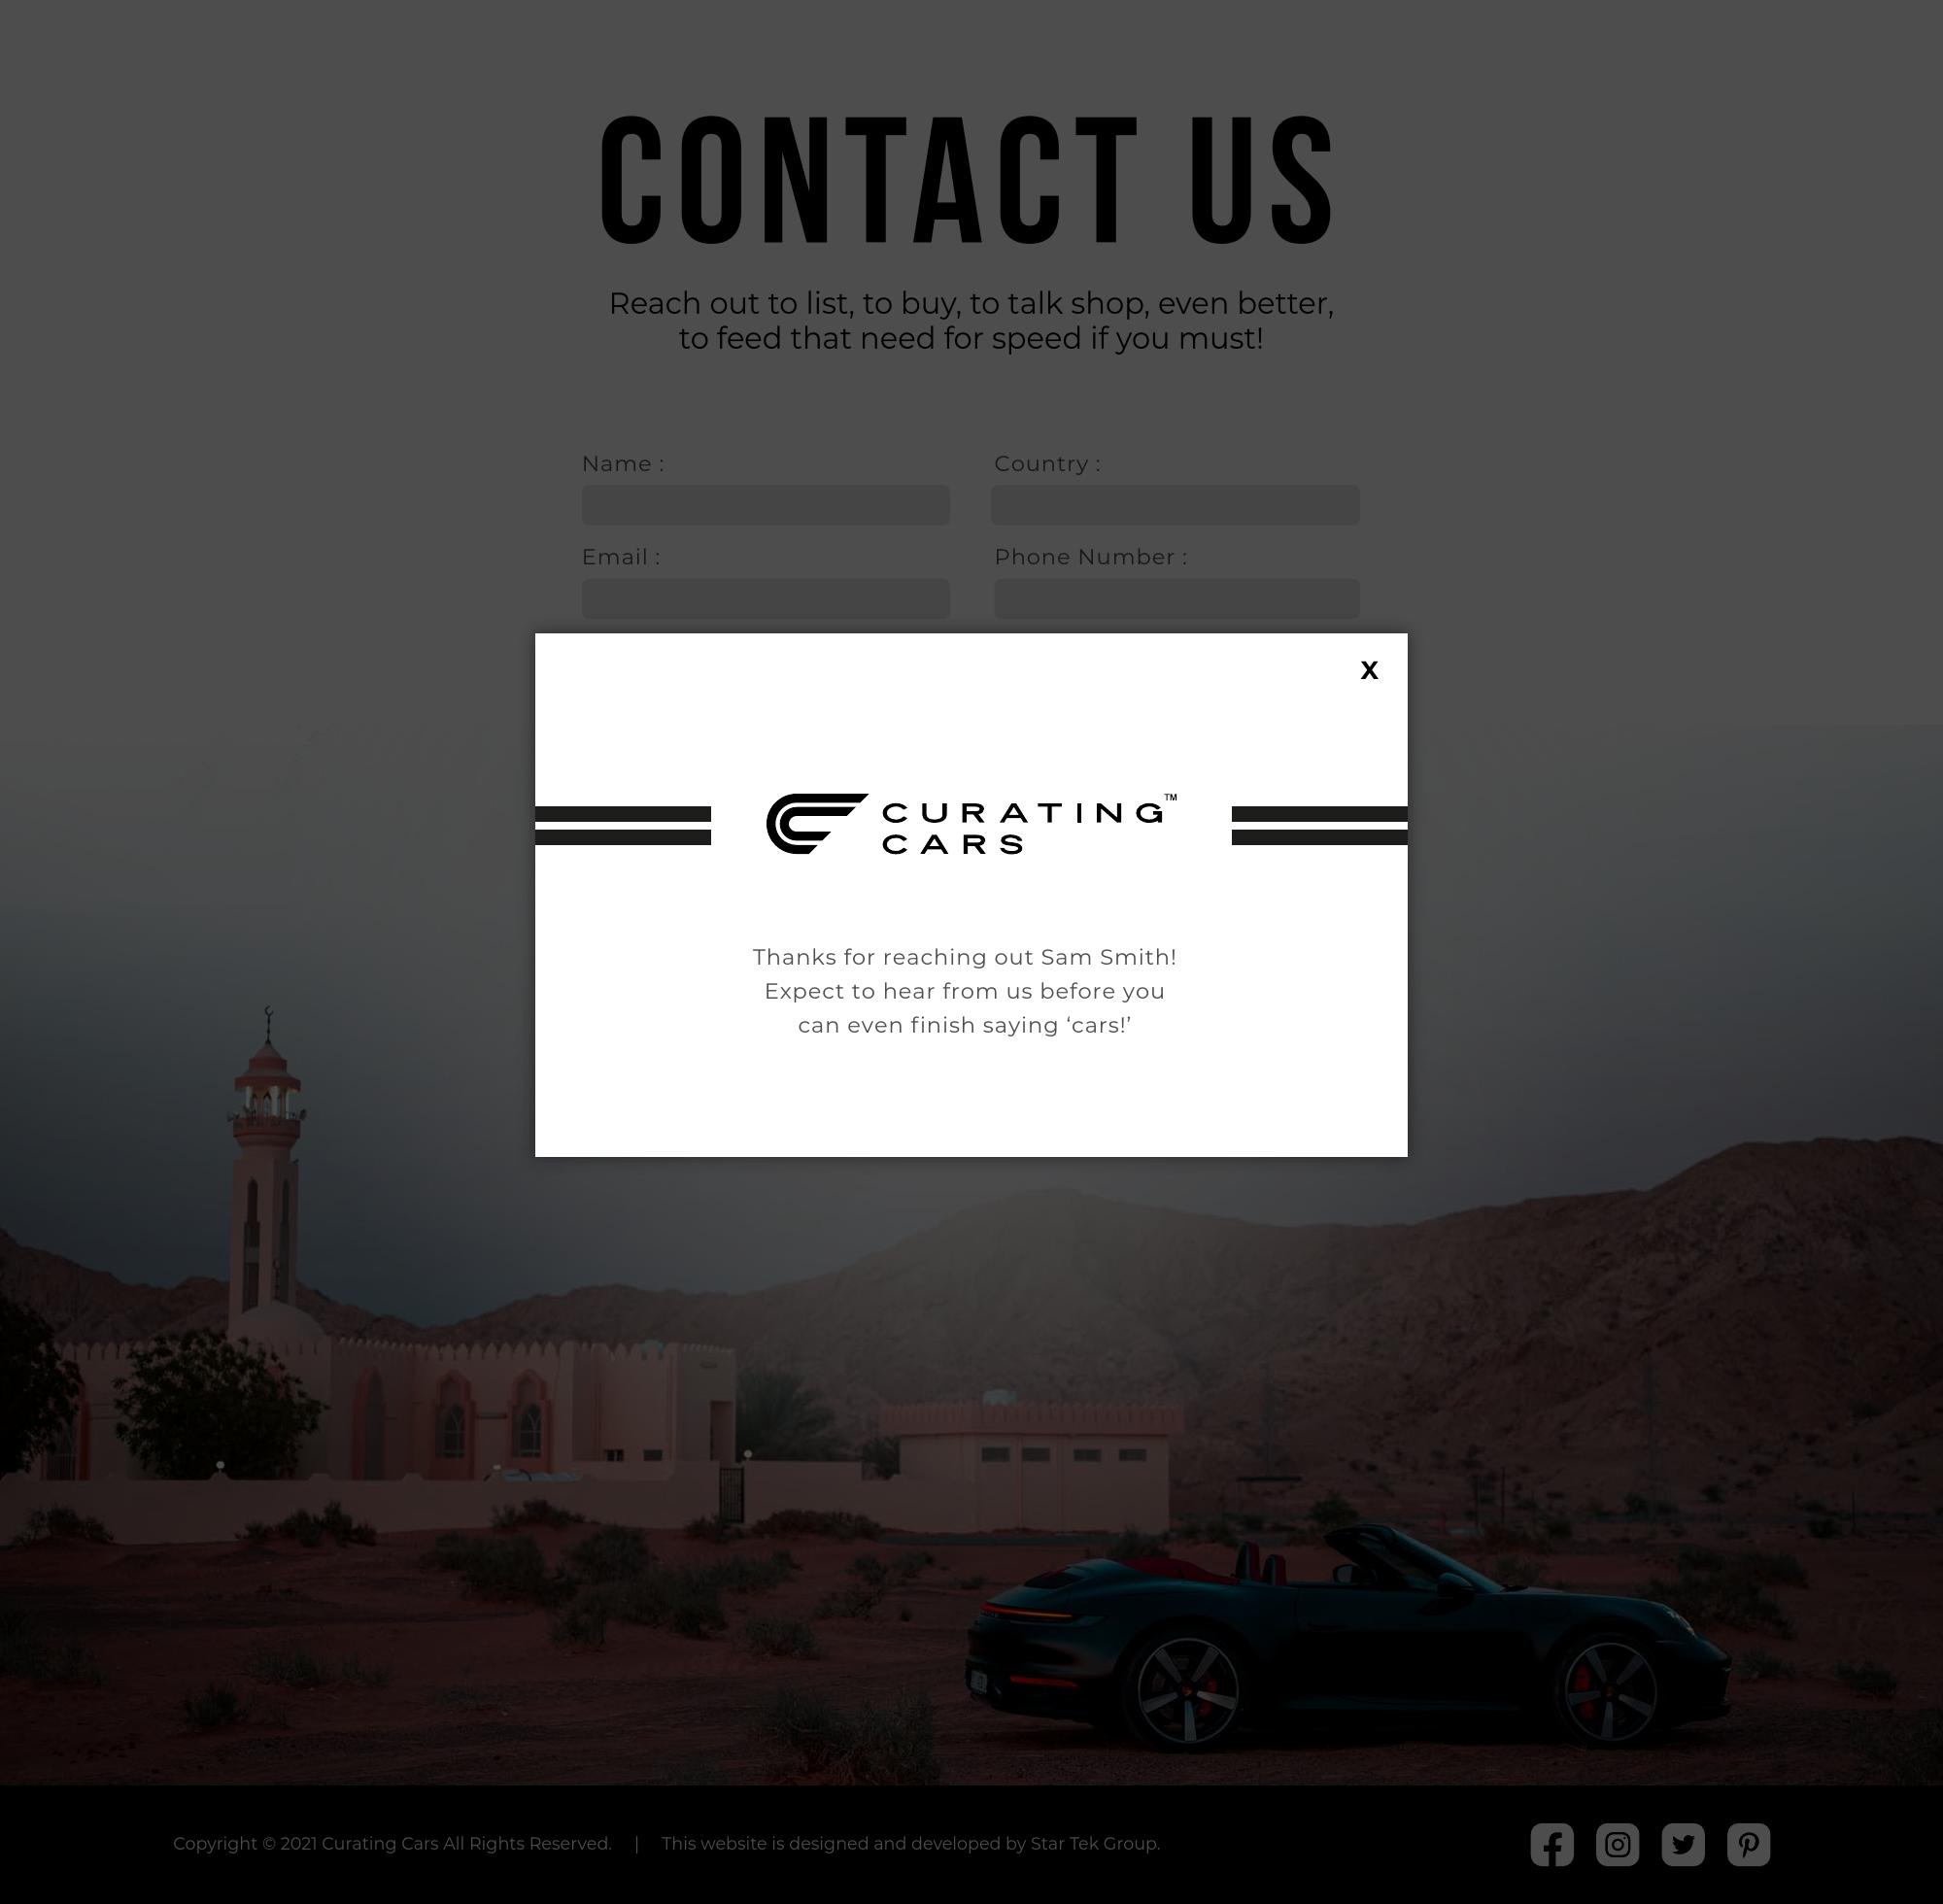 CONTACT US
Reach out to list, to buy, to talk shop, even better,
to feed that need for speed if you must!
Name :
Country :
Email :
Phone Number :
X
CURATING™
CARS
Thanks for reaching out Sam Smith!
Expect to hear from us before you
can even finish saying ‘cars!’
Copyright © 2021 Curating Cars All Rights Reserved. | This website is designed and developed by Star Tek Group.